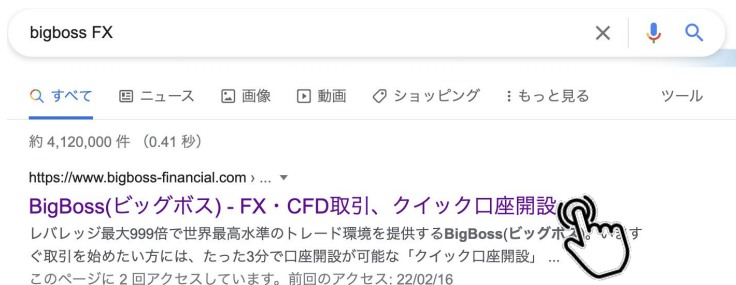 bigboss FX
すべて ニュース 画像 動画 ショッピング もっと見る ツール
約 4,120,000 件 （0.41 秒）
https://www.bigboss-financial.com › ...
BigBoss(ビッグボス) - FX・CFD取引、クイック口座開設
レバレッジ最大999倍で世界最高水準のトレード環境を提供するBigBoss(ビッグボス)。います
ぐ取引を始めたい方には、たった3分で口座開設が可能な「クイック口座開設」 ...
このページに 2 回アクセスしています。前回のアクセス: 22/02/16